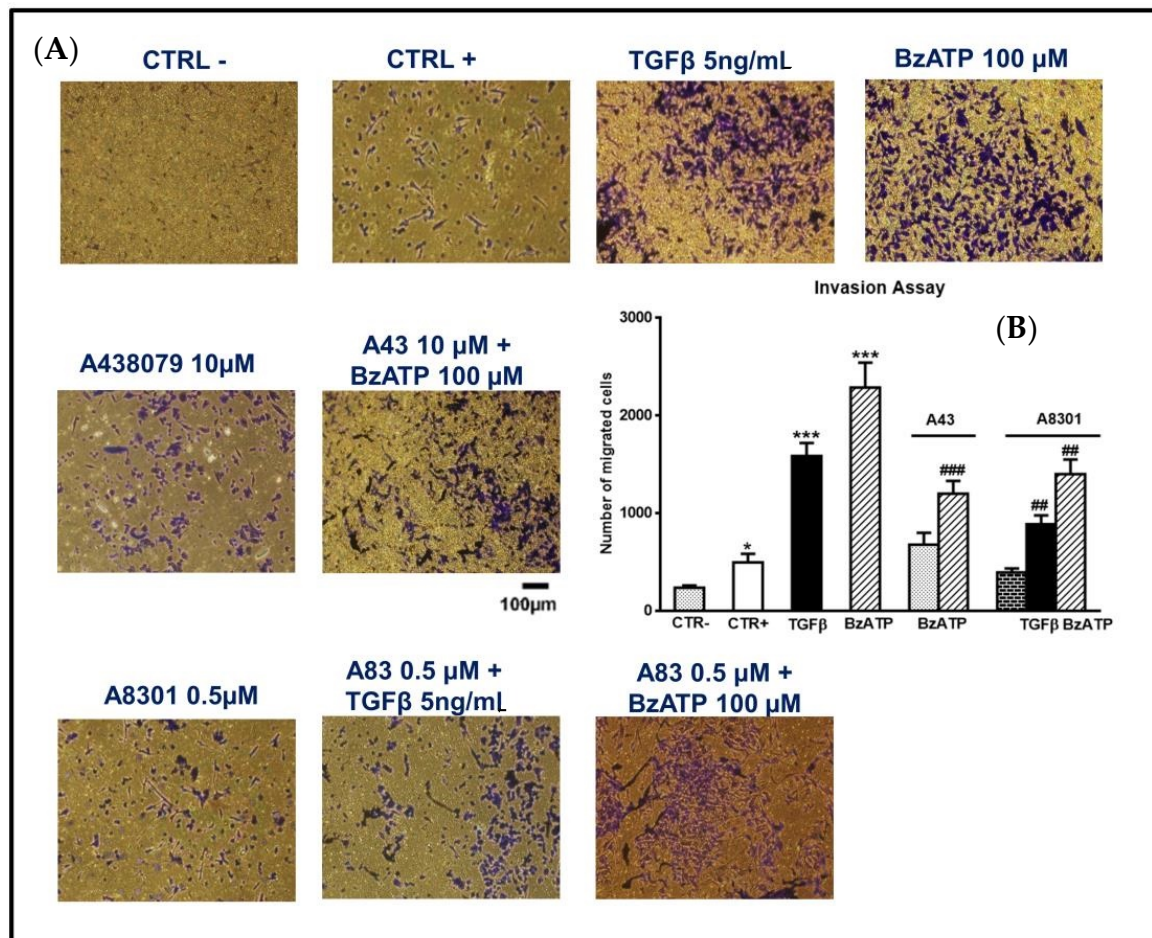 (A)
CTRL -
CTRL +
TGFβ 5ng/mL
BzATP 100 μM
A438079 10μM
A43 10 μM +
BzATP 100 μM
100μm
Invasion Assay
(B)
Number of migrated cells
3000
2000
1000
0
*
***
***
A43
###
A8301
##
##
CTR-
CTR+
TGFβ
BzATP
BzATP
TGFβ BzATP
A8301 0.5μM
A83 0.5 μM +
TGFβ 5ng/mL
A83 0.5 μM +
BzATP 100 μM